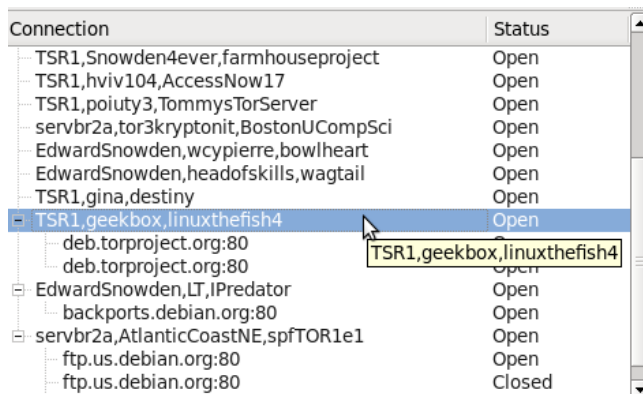 Connection Status
TSR1,Snowden4ever,farmhouseproject Open
TSR1,hviv104,AccessNow17 Open
TSR1,poiuty3,TommysTorServer Open
servbr2a,tor3kryptonit,BostonUCompSci Open
EdwardSnowden,wcypierre,bowlheart Open
EdwardSnowden,headofskills,wagtail Open
TSR1,gina,destiny Open
TSR1,geekbox,linuxthefish4 Open
deb.torproject.org:80
TSR1,geekbox,linuxthefish4
deb.torproject.org:80 Open
EdwardSnowden,LT,IPredator Open
backports.debian.org:80 Open
servbr2a,AtlanticCoastNE,spfTOR1e1 Open
ftp.us.debian.org:80 Open
ftp.us.debian.org:80 Closed